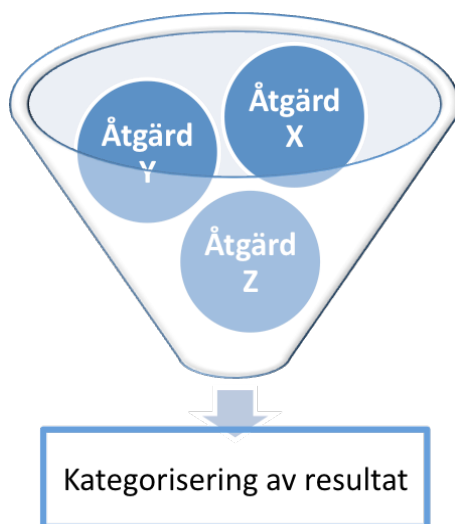 Åtgärd
X
Åtgärd
Y
Åtgärd
Z
Kategorisering av resultat